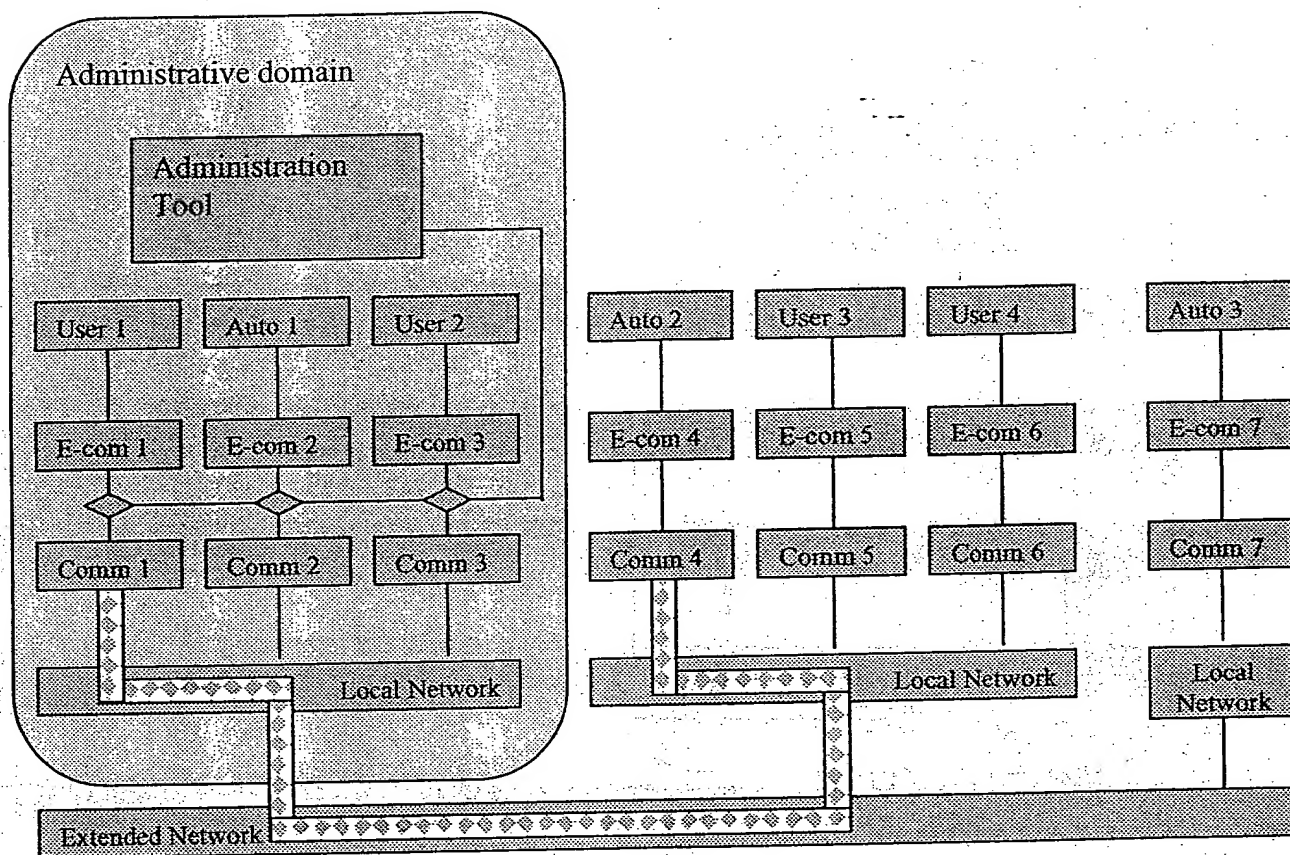 Administrative domain
Administration
Tool
User 1
Auto 1
User 2
Auto 2
User 3
User 4
Auto 3
E-com 1
E-com 2
E-com 3
E-com 4
E-com 5
E-com 6
E-com 7
Comm 1
Comm 2
Comm 3
Comm 4
Comm 5
Comm 6
Comm 7
Local Network
Local Network
Local
Network
Extended Network